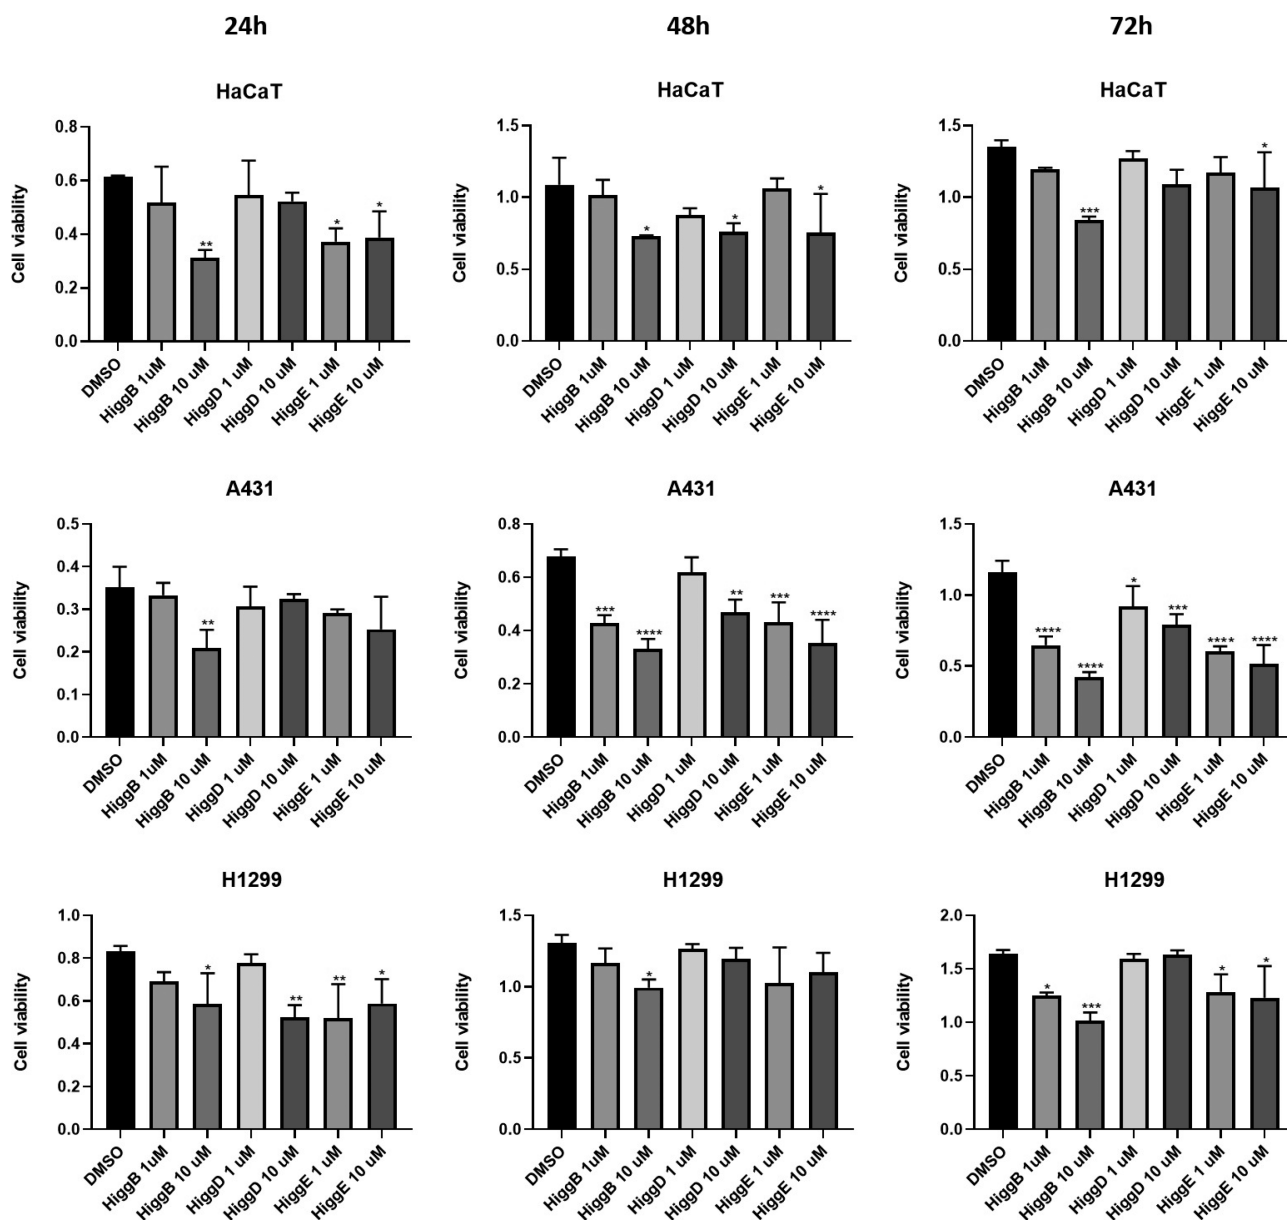 24h
48h
72h
HaCaT
Cell viability
0.8
0.6
0.4
0.2
0.0
**
*
*
DMSO
HiggB 1uM
HiggB 10 uM
HiggD 1 uM
HiggD 10 uM
HiggE 1 uM
HiggE 10 uM
HaCaT
Cell viability
1.5
1.0
0.5
0.0
*
*
*
DMSO
HiggB 1uM
HiggB 10 uM
HiggD 1 uM
HiggD 10 uM
HiggE 1 uM
HiggE 10 uM
HaCaT
Cell viability
1.5
1.0
0.5
0.0
***
*
DMSO
HiggB 1uM
HiggB 10 uM
HiggD 1 uM
HiggD 10 uM
HiggE 1 uM
HiggE 10 uM
A431
Cell viability
0.5
0.4
0.3
0.2
0.1
0.0
**
DMSO
HiggB 1uM
HiggB 10 uM
HiggD 1 uM
HiggD 10 uM
HiggE 1 uM
HiggE 10 uM
A431
Cell viability
0.8
0.6
0.4
0.2
0.0
***
****
**
***
****
DMSO
HiggB 1uM
HiggB 10 uM
HiggD 1 uM
HiggD 10 uM
HiggE 1 uM
HiggE 10 uM
A431
Cell viability
1.5
1.0
0.5
0.0
****
****
*
***
****
****
DMSO
HiggB 1uM
HiggB 10 uM
HiggD 1 uM
HiggD 10 uM
HiggE 1 uM
HiggE 10 uM
H1299
Cell viability
1.0
0.8
0.6
0.4
0.2
0.0
*
**
**
*
DMSO
HiggB 1uM
HiggB 10 uM
HiggD 1 uM
HiggD 10 uM
HiggE 1 uM
HiggE 10 uM
H1299
Cell viability
1.5
1.0
0.5
0.0
*
DMSO
HiggB 1uM
HiggB 10 uM
HiggD 1 uM
HiggD 10 uM
HiggE 1 uM
HiggE 10 uM
H1299
Cell viability
2.0
1.5
1.0
0.5
0.0
*
***
*
*
DMSO
HiggB 1uM
HiggB 10 uM
HiggD 1 uM
HiggD 10 uM
HiggE 1 uM
HiggE 10 uM